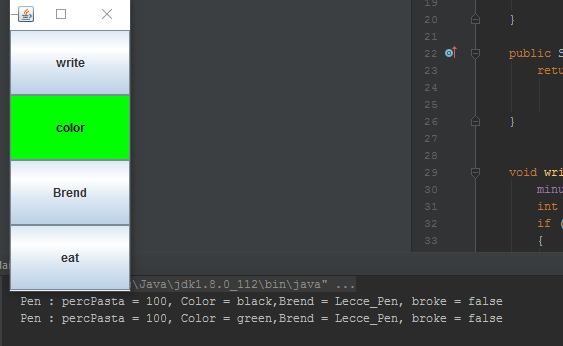 write
color
Brend
eat
19
20 }
21
22 public S
23 retu
24
25
26 }
27
28
29 void wri
30 minu
31 int
32 if (
33 {
\Java\jdk1.8.0_112\bin\java" ...
Pen : percPasta = 100, Color = black,Brend = Lecce_Pen, broke = false
Pen : percPasta = 100, Color = green,Brend = Lecce_Pen, broke = false